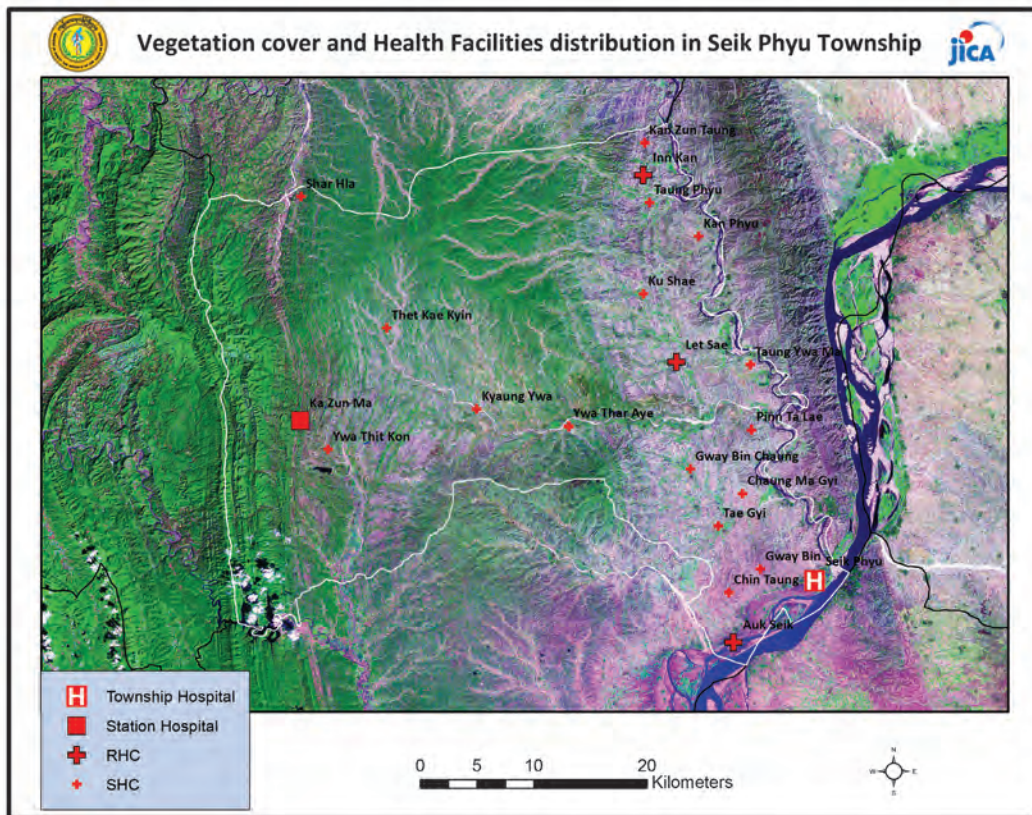 Vegetation cover and Health Facilities distribution in Seik Phyu Township
jICA
Kan Zun Taung
Inn Kan
Shar Hla
Taung Phyu
Kan Phyu
Ku Shae
Thet Kae Kyin
Let Sae
Taung Ywa Ma
Ka Zun Ma
Kyaung Ywa
Ywa Thar Aye
Pinn Ta Lae
Ywa Thit Kon
Gway Bin Chaung
Chaung Ma Gyi
Tae Gyi
Gway Bin
Seik Phyu
Chin Taung
H
Auk Seik
H Township Hospital
Station Hospital
RHC
SHC
0 5 10 20
Kilometers
N
W E
S